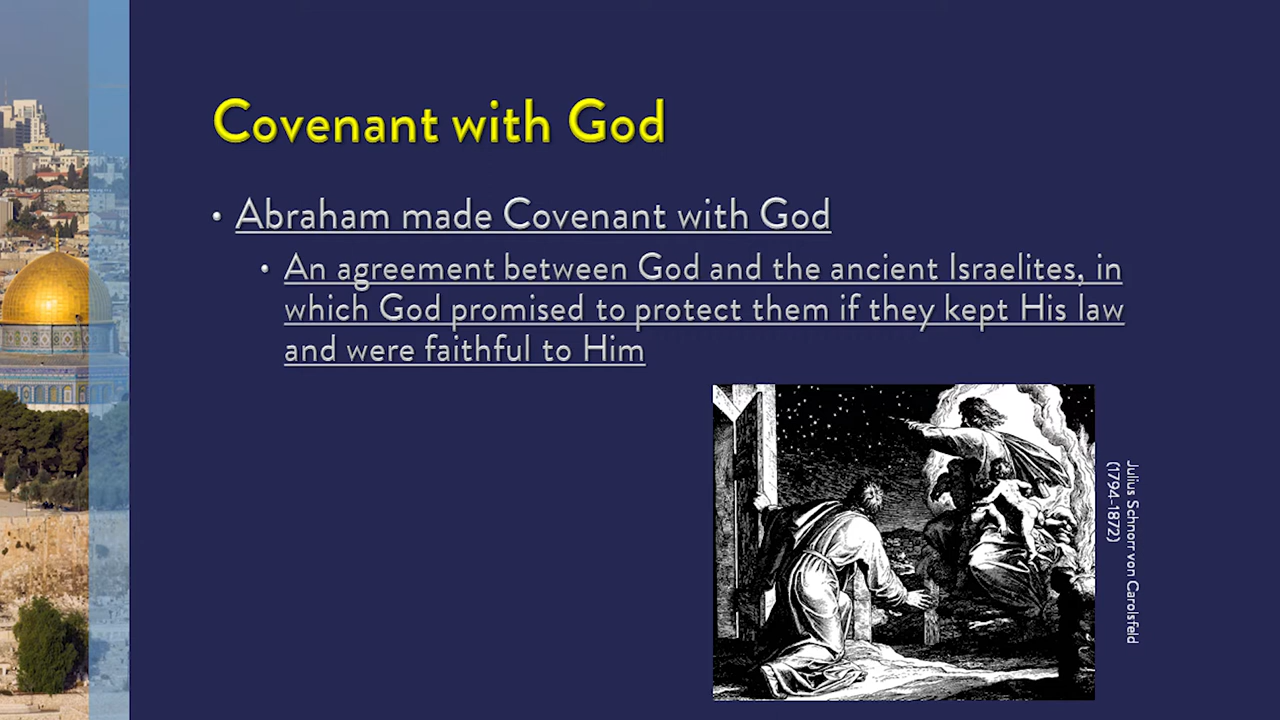 Covenant with God
• Abraham made Covenant with God
• An agreement between God and the ancient Israelites, in
which God promised to protect them if they kept His law
and were faithful to Him
Julius Schnorr von Carolsfeld
(1794-1872)